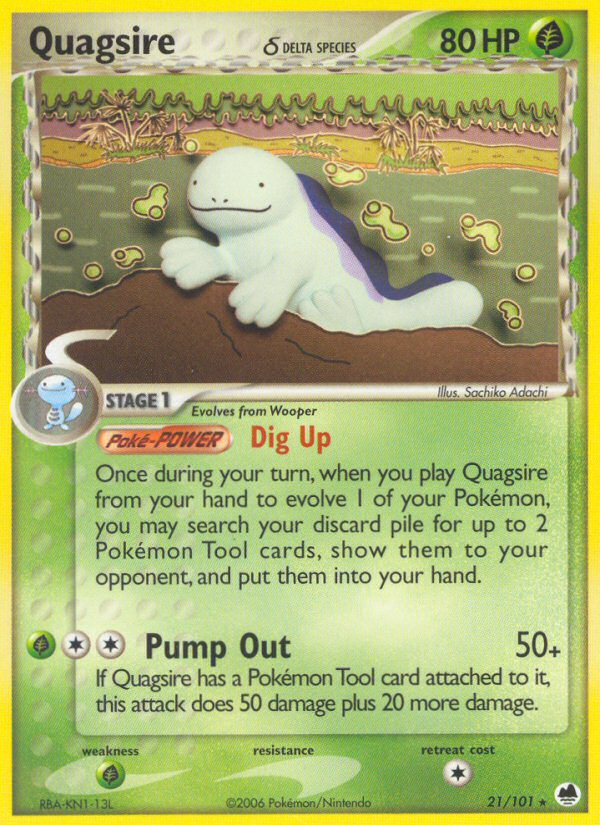 Quagsire δ DELTA SPECIES 80 HP
Illus. Sachiko Adachi
STAGE 1
Evolves from Wooper
Poké-POWER Dig Up
Once during your turn, when you play Quagsire
from your hand to evolve 1 of your Pokémon,
you may search your discard pile for up to 2
Pokémon Tool cards, show them to your
opponent, and put them into your hand.
Pump Out 50+
If Quagsire has a Pokémon Tool card attached to it,
this attack does 50 damage plus 20 more damage.
weakness resistance retreat cost
RBA-KN1-13L ©2006 Pokémon/Nintendo 21/101 ★